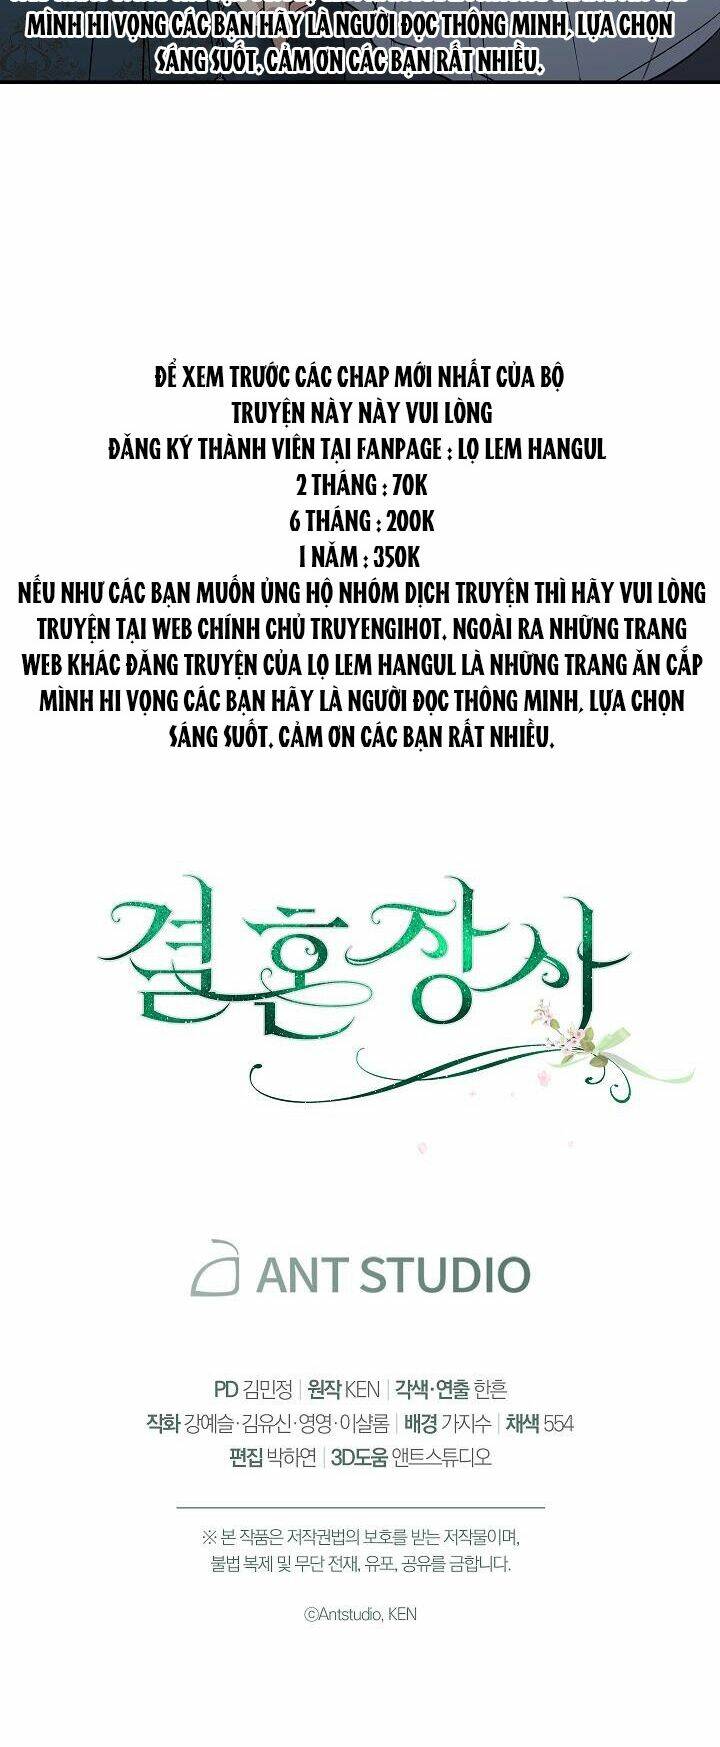 MÌNH HI VỌNG CÁC BẠN HÃY LÀ NGƯỜI ĐỌC THÔNG MINH, LỰA CHỌN
SÁNG SUỐT. CẢM ƠN CÁC BẠN RẤT NHIỀU.
ĐỂ XEM TRƯỚC CÁC CHAP MỚI NHẤT CỦA BỘ
TRUYỆN NÀY NÀY VUI LÒNG
ĐĂNG KÝ THÀNH VIÊN TẠI FANPAGE : LỌ LEM HANGUL
2 THÁNG : 70K
6 THÁNG : 200K
1 NĂM : 350K
NẾU NHƯ CÁC BẠN MUỐN ỦNG HỘ NHÓM DỊCH TRUYỆN THÌ HÃY VUI LÒNG
TRUYỆN TẠI WEB CHÍNH CHỦ TRUYENGIHOT. NGOÀI RA NHỮNG TRANG
WEB KHÁC ĐĂNG TRUYỆN CỦA LỌ LEM HANGUL LÀ NHỮNG TRANG ĂN CẮP
MÌNH HI VỌNG CÁC BẠN HÃY LÀ NGƯỜI ĐỌC THÔNG MINH, LỰA CHỌN
SÁNG SUỐT. CẢM ƠN CÁC BẠN RẤT NHIỀU.
결혼장사
ANT STUDIO
PD 김민정 | 원작 KEN | 각색·연출 한흔
작화 강예슬·김유신·영영·이샬롬 | 배경 가지수 | 채색 554
편집 박하연 | 3D도움 앤트스튜디오
※ 본 작품은 저작권법의 보호를 받는 저작물이며,
불법 복제 및 무단 전재, 유포, 공유를 금합니다.
ⓒAntstudio, KEN